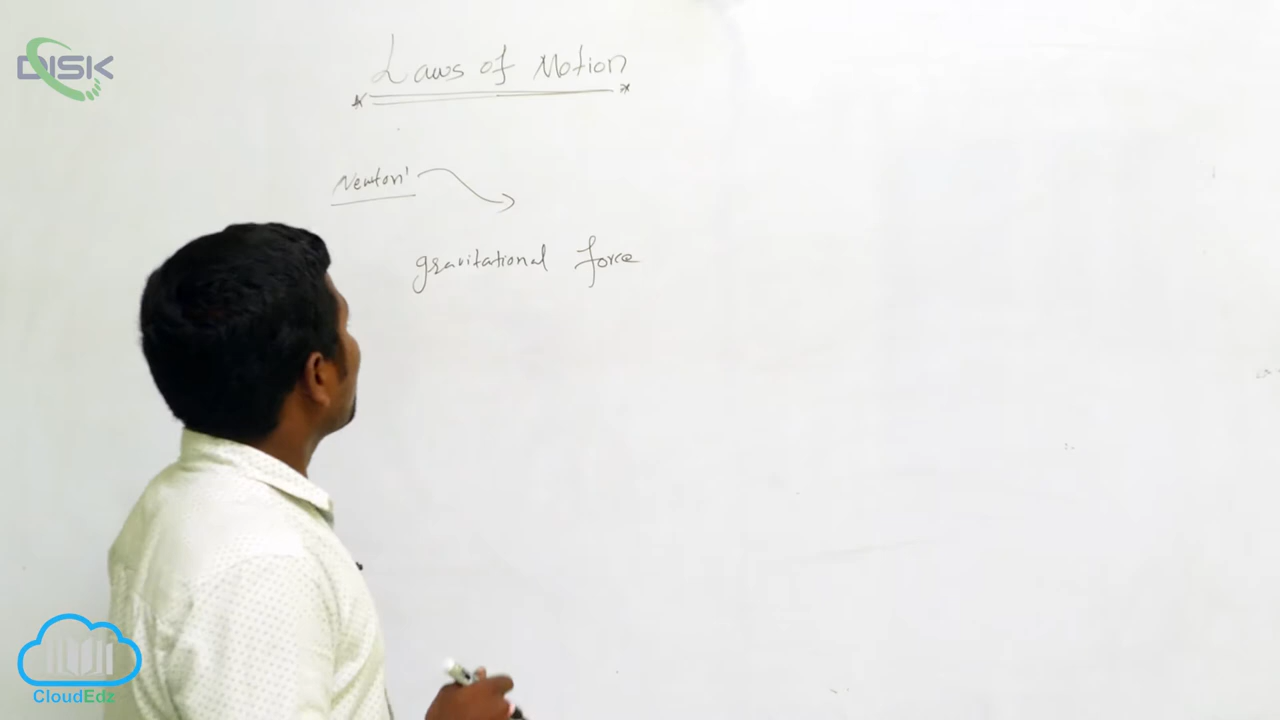 DISK
Laws of Motion
Newton'
gravitational force
CloudEdz